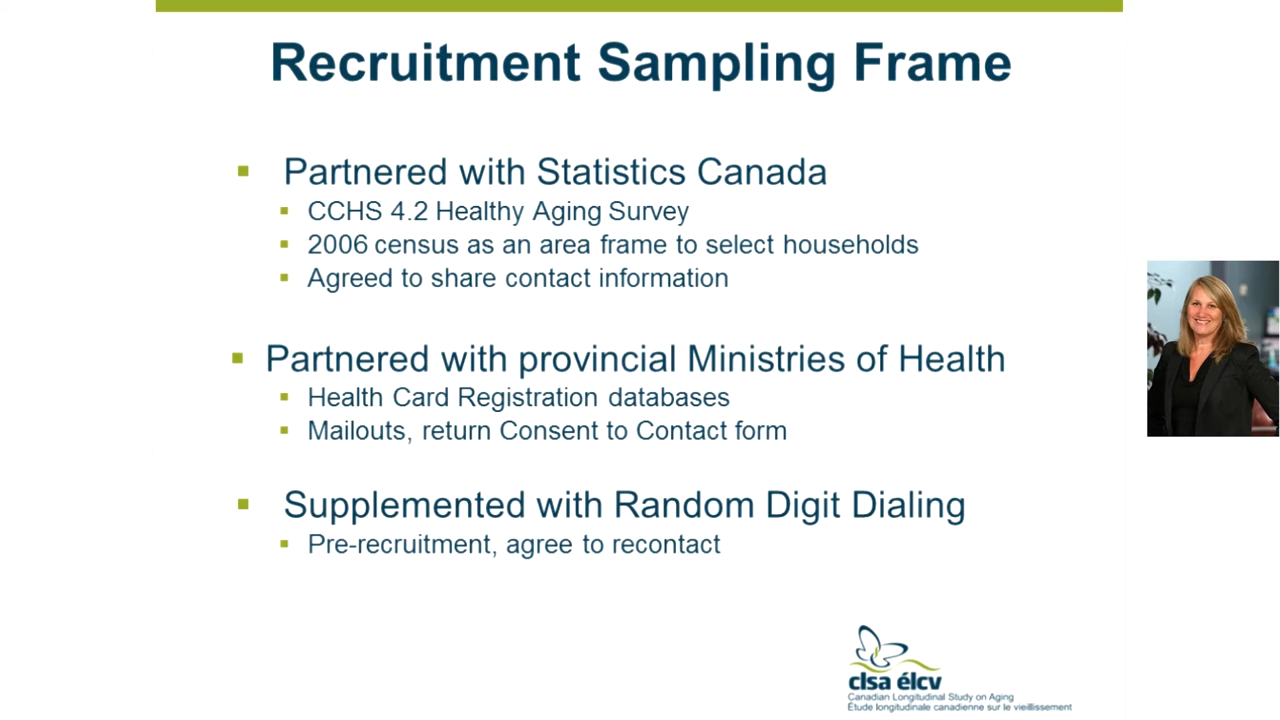 Recruitment Sampling Frame
Partnered with Statistics Canada
CCHS 4.2 Healthy Aging Survey
2006 census as an area frame to select households
Agreed to share contact information
Partnered with provincial Ministries of Health
Health Card Registration databases
Mailouts, return Consent to Contact form
Supplemented with Random Digit Dialing
Pre-recruitment, agree to recontact
clsa élcv
Canadian Longitudinal Study on Aging
Étude longitudinale canadienne sur le vieillissement